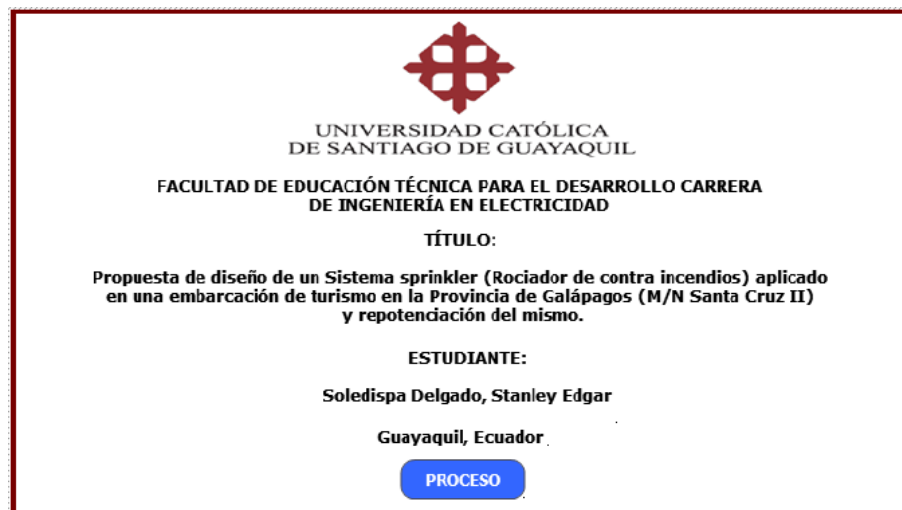 UNIVERSIDAD CATÓLICA
DE SANTIAGO DE GUAYAQUIL
FACULTAD DE EDUCACIÓN TÉCNICA PARA EL DESARROLLO CARRERA
DE INGENIERÍA EN ELECTRICIDAD
TÍTULO:
Propuesta de diseño de un Sistema sprinkler (Rociador de contra incendios) aplicado
en una embarcación de turismo en la Provincia de Galápagos (M/N Santa Cruz II)
y repotenciación del mismo.
ESTUDIANTE:
Soledispa Delgado, Stanley Edgar
Guayaquil, Ecuador
PROCESO